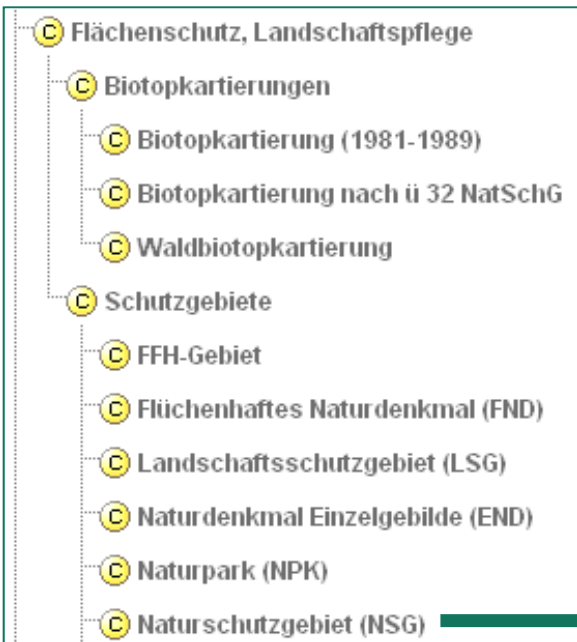 C Flächenschutz, Landschaftspflege
C Biotopkartierungen
C Biotopkartierung (1981-1989)
C Biotopkartierung nach ü 32 NatSchG
C Waldbiotopkartierung
C Schutzgebiete
C FFH-Gebiet
C Flüchenhaftes Naturdenkmal (FND)
C Landschaftsschutzgebiet (LSG)
C Naturdenkmal Einzelgebilde (END)
C Naturpark (NPK)
C Naturschutzgebiet (NSG)